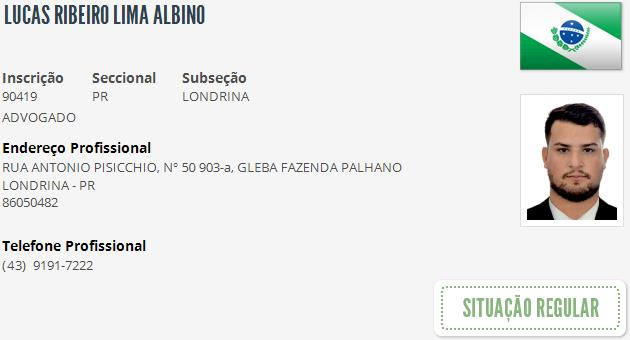 LUCAS RIBEIRO LIMA ALBINO
Inscrição Seccional Subseção
90419 PR LONDRINA
ADVOGADO
Endereço Profissional
RUA ANTONIO PISICCHIO, Nº 50 903-a, GLEBA FAZENDA PALHANO
LONDRINA - PR
86050482
Telefone Profissional
(43) 9191-7222
SITUAÇÃO REGULAR